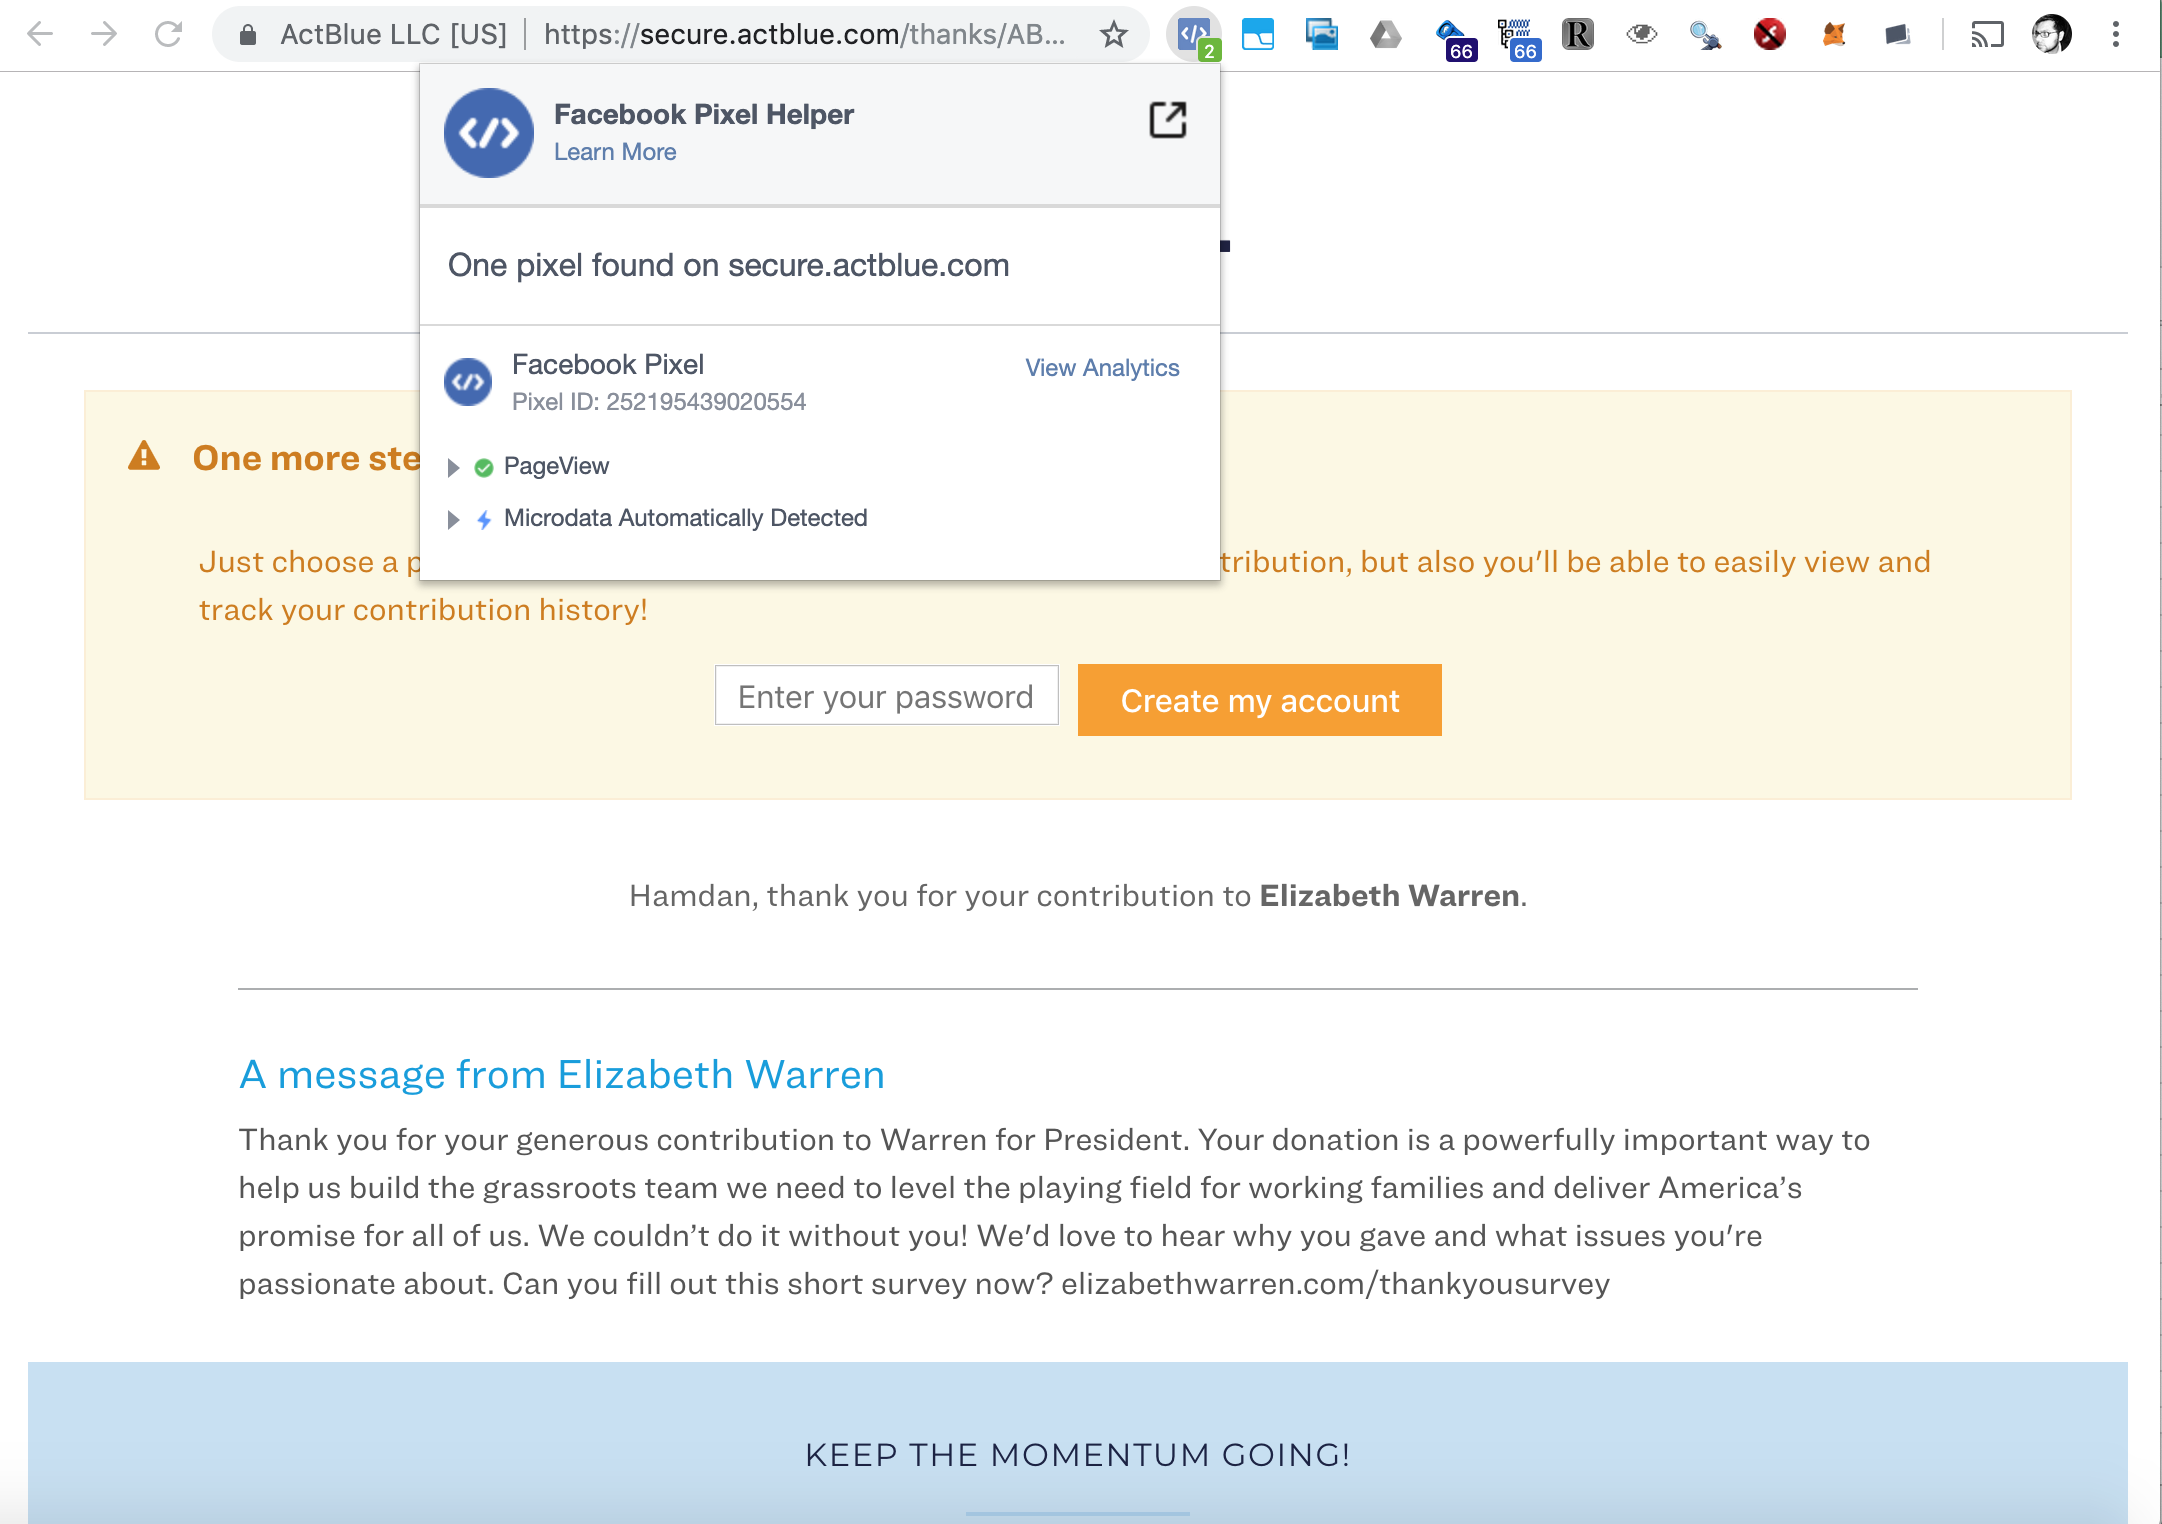 ActBlue LLC [US] | https://secure.actblue.com/thanks/AB...
2
66
66
R
Facebook Pixel Helper
Learn More
One pixel found on secure.actblue.com
Facebook Pixel
View Analytics
Pixel ID: 252195439020554
PageView
Microdata Automatically Detected
One more ste
Just choose a p
tribution, but also you'll be able to easily view and
track your contribution history!
Enter your password
Create my account
Hamdan, thank you for your contribution to Elizabeth Warren.
A message from Elizabeth Warren
Thank you for your generous contribution to Warren for President. Your donation is a powerfully important way to
help us build the grassroots team we need to level the playing field for working families and deliver America’s
promise for all of us. We couldn’t do it without you! We'd love to hear why you gave and what issues you're
passionate about. Can you fill out this short survey now? elizabethwarren.com/thankyousurvey
KEEP THE MOMENTUM GOING!